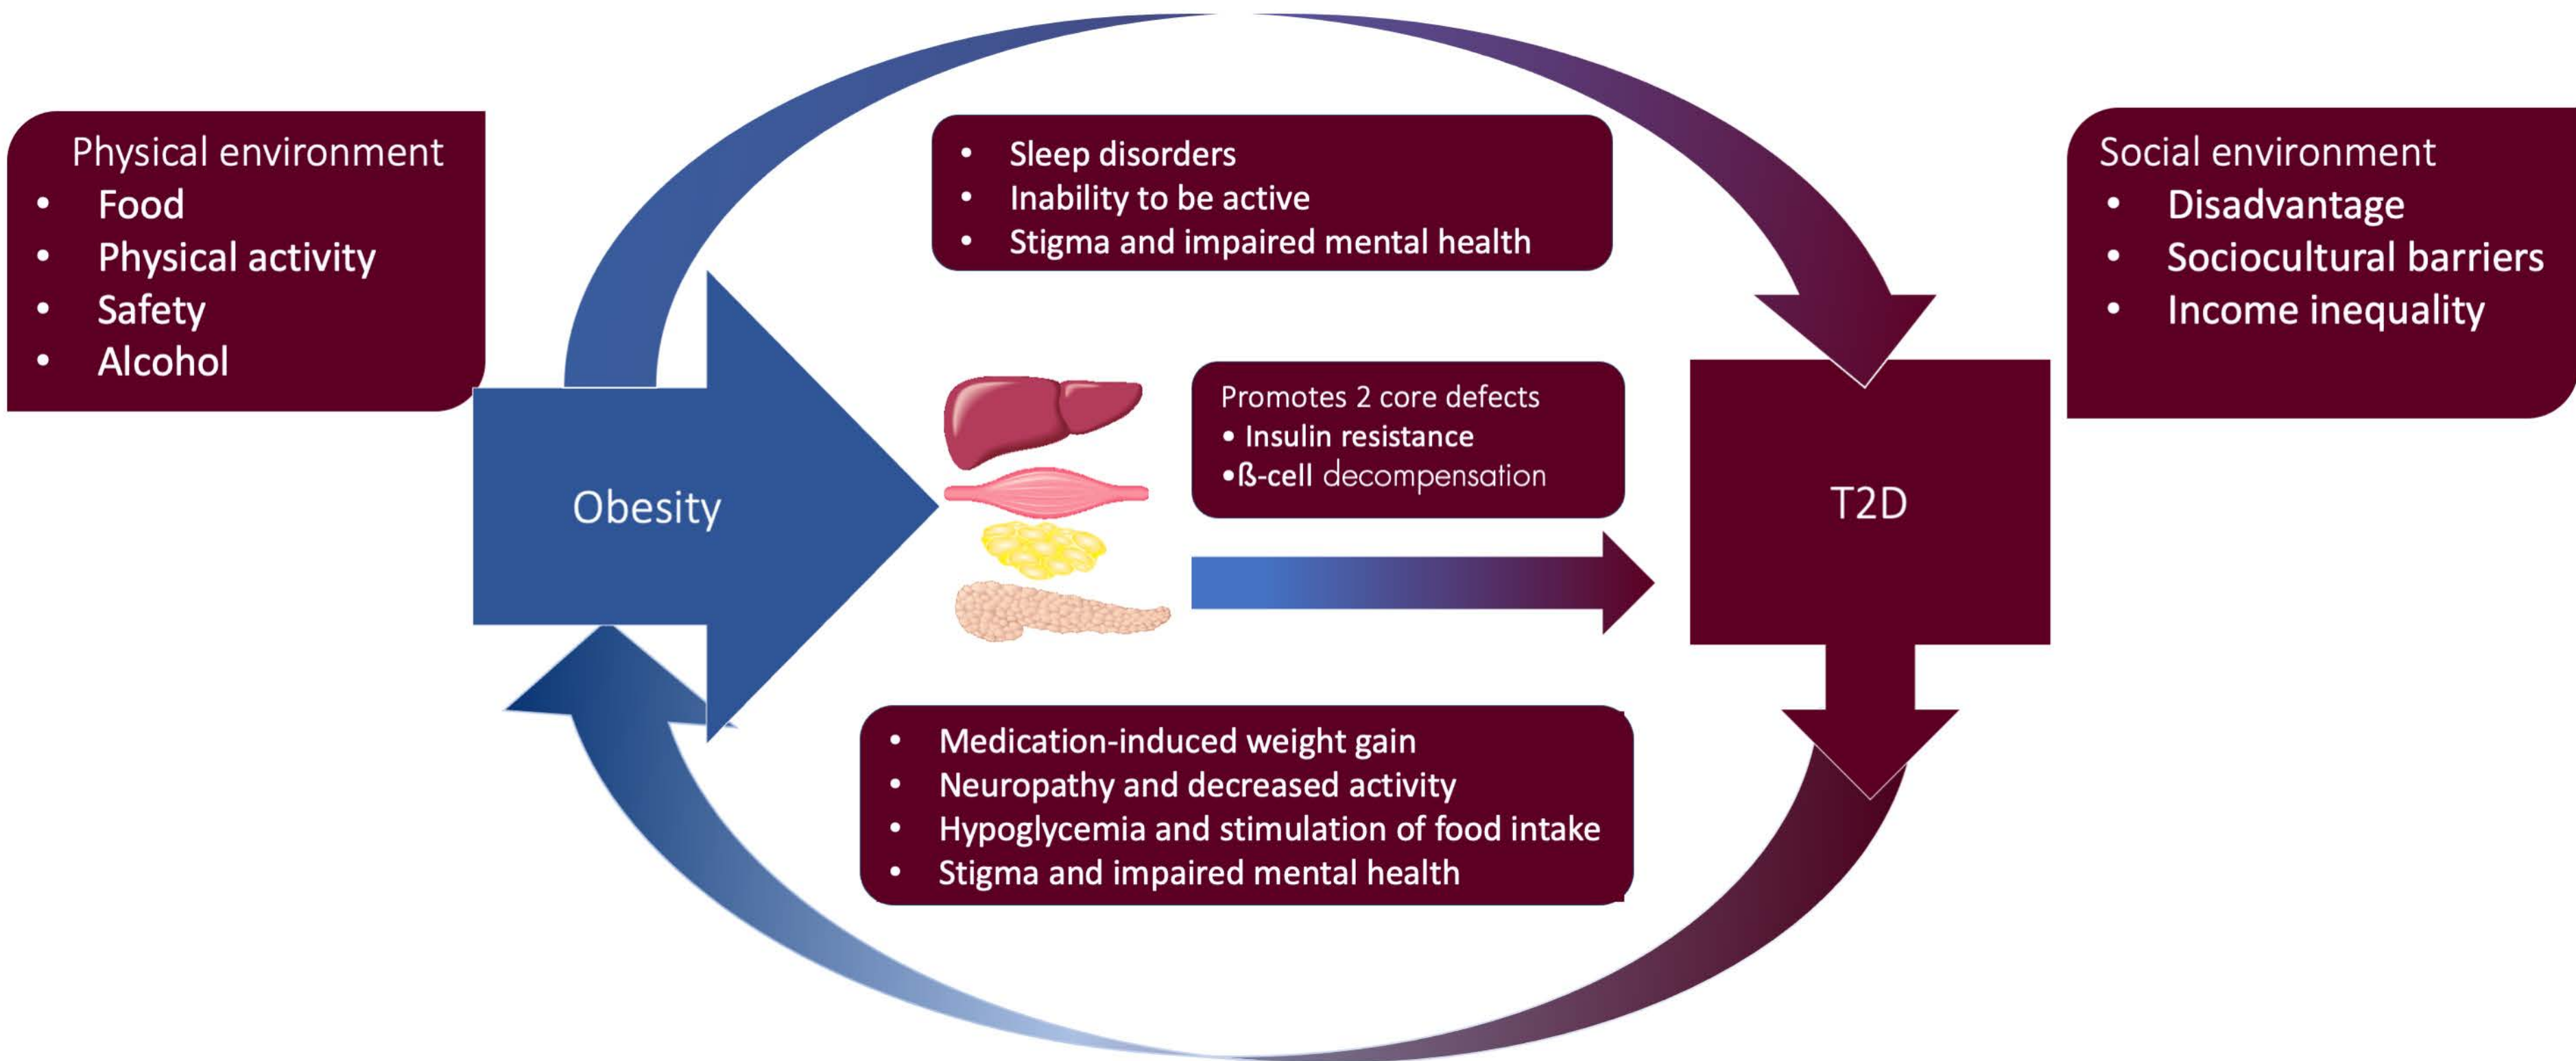 Physical environment
• Food
• Physical activity
• Safety
• Alcohol
• Sleep disorders
• Inability to be active
• Stigma and impaired mental health
Social environment
• Disadvantage
• Sociocultural barriers
• Income inequality
Obesity
Promotes 2 core defects
• Insulin resistance
•ß-cell decompensation
T2D
• Medication-induced weight gain
• Neuropathy and decreased activity
• Hypoglycemia and stimulation of food intake
• Stigma and impaired mental health